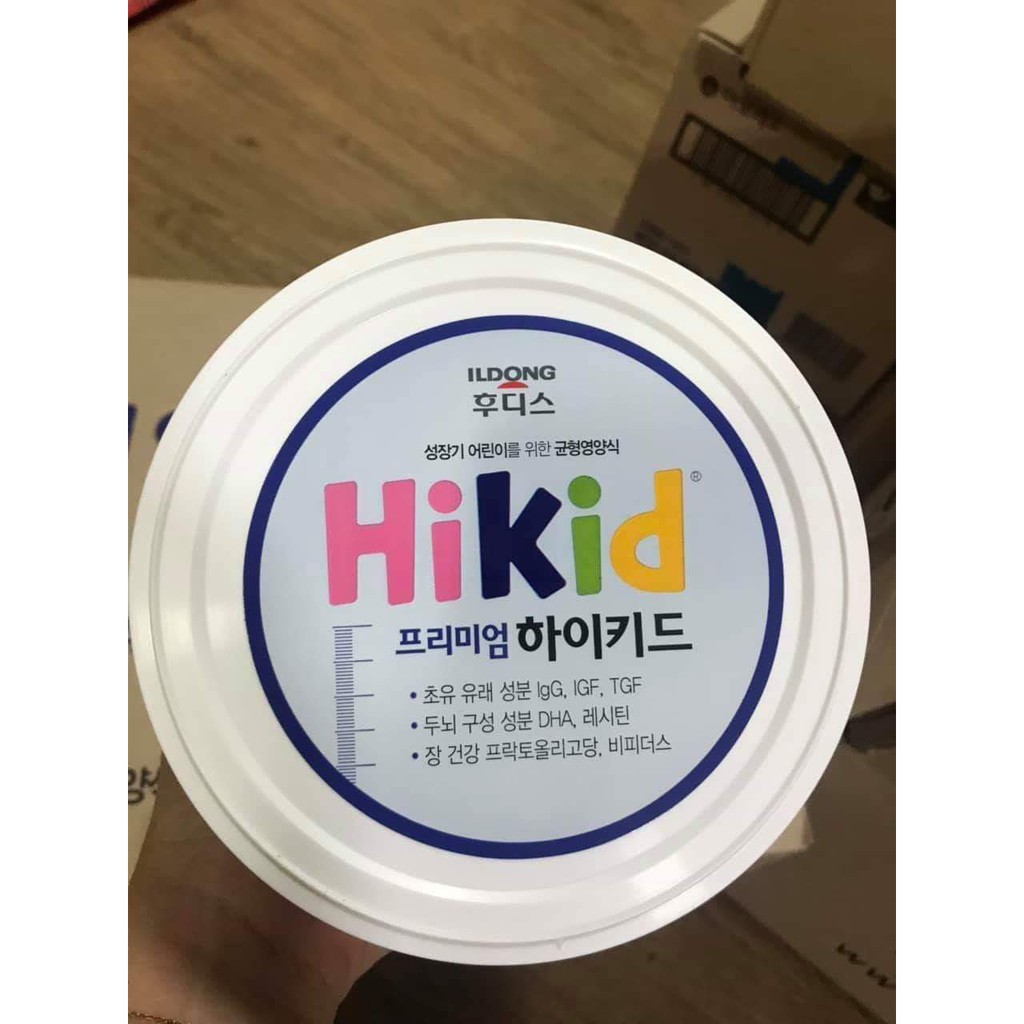 ILDONG
후디스
성장기 어린이를 위한 균형영양식
Hikid®
프리미엄 하이키드
• 초유 유래 성분 IgG, IGF, TGF
• 두뇌 구성 성분 DHA, 레시틴
• 장 건강 프락토올리고당, 비피더스